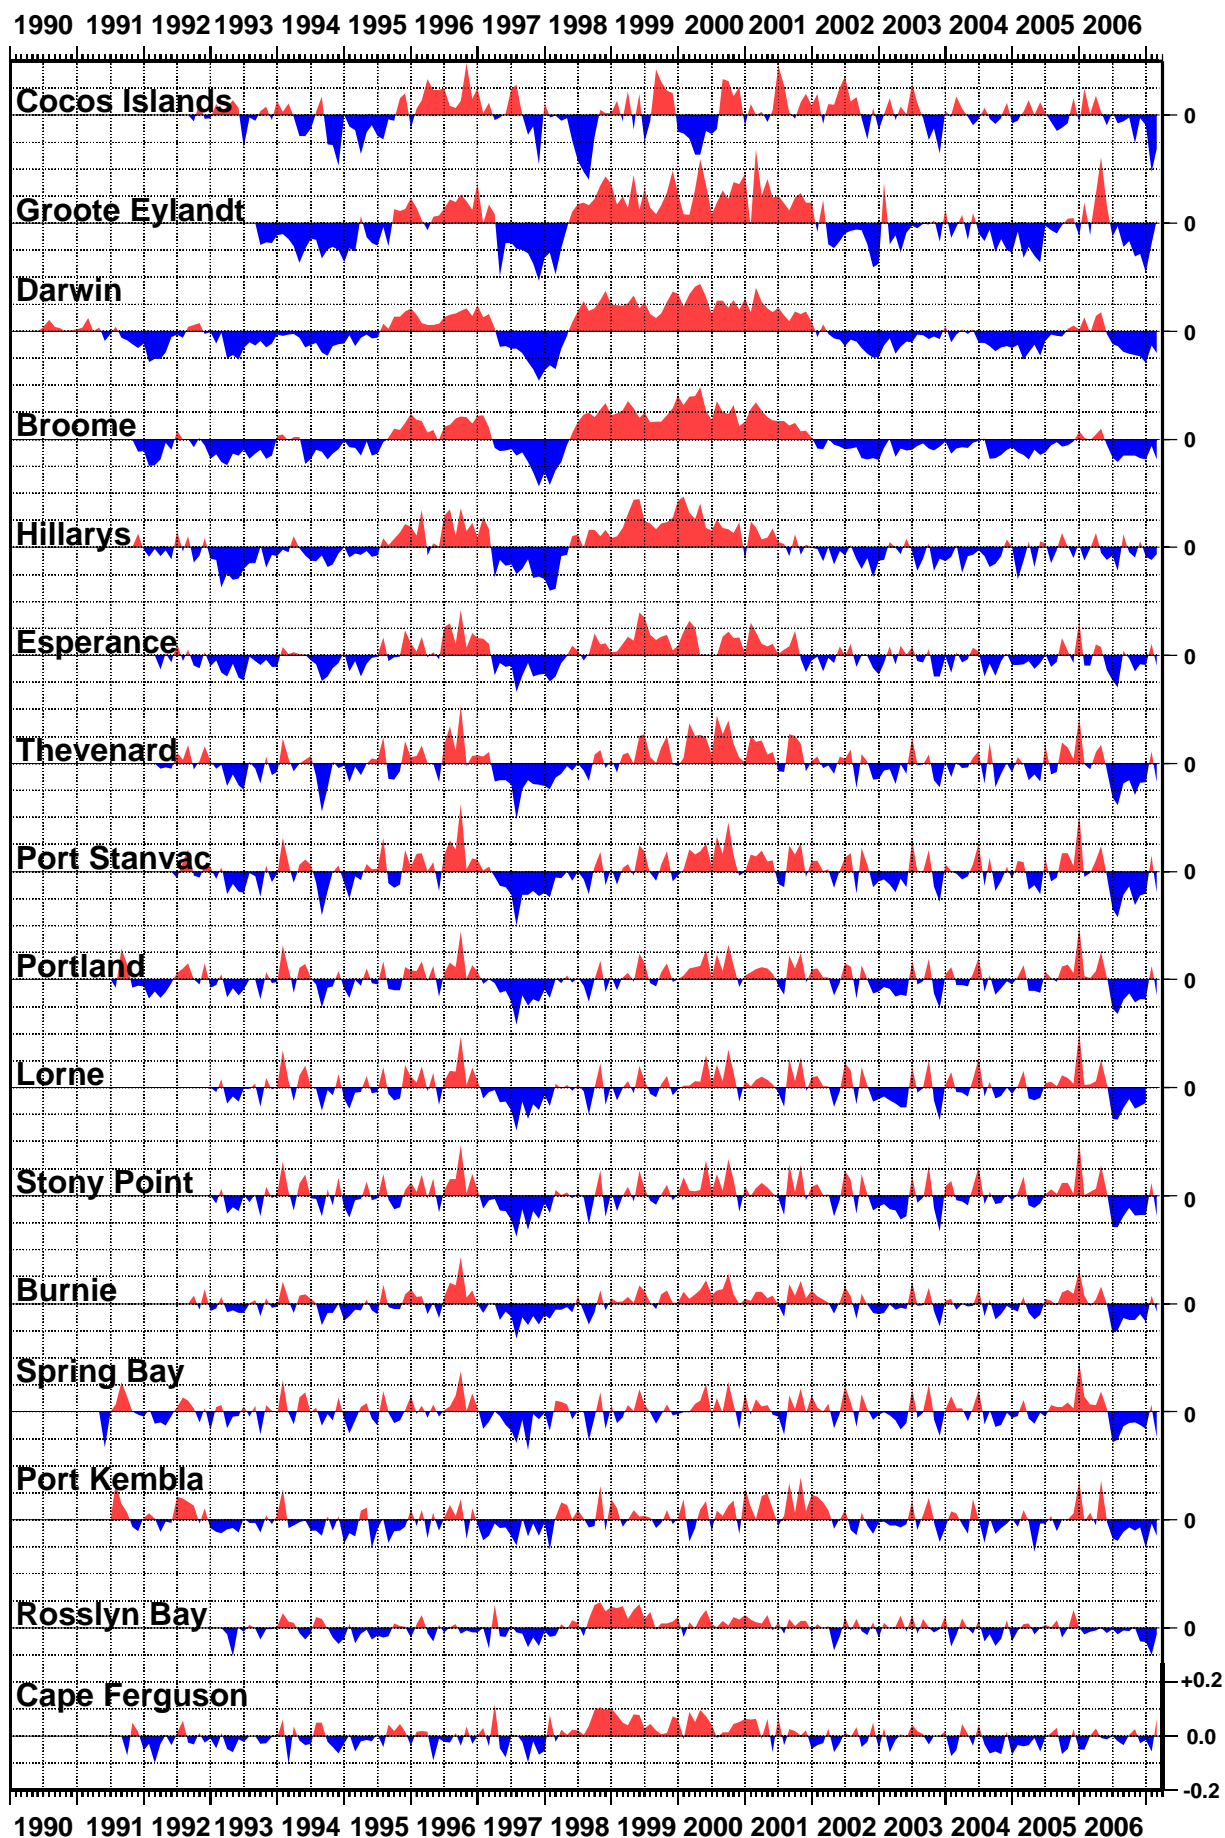 1990 1991 1992 1993 1994 1995 1996 1997 1998 1999 2000 2001 2002 2003 2004 2005 2006
Cocos Islands 0
Groote Eylandt 0
Darwin 0
Broome 0
Hillarys 0
Esperance 0
Thevenard 0
Port Stanvac 0
Portland 0
Lorne 0
Stony Point 0
Burnie 0
Spring Bay 0
Port Kembla 0
Rosslyn Bay 0
+0.2
Cape Ferguson
0.0
-0.2
1990 1991 1992 1993 1994 1995 1996 1997 1998 1999 2000 2001 2002 2003 2004 2005 2006